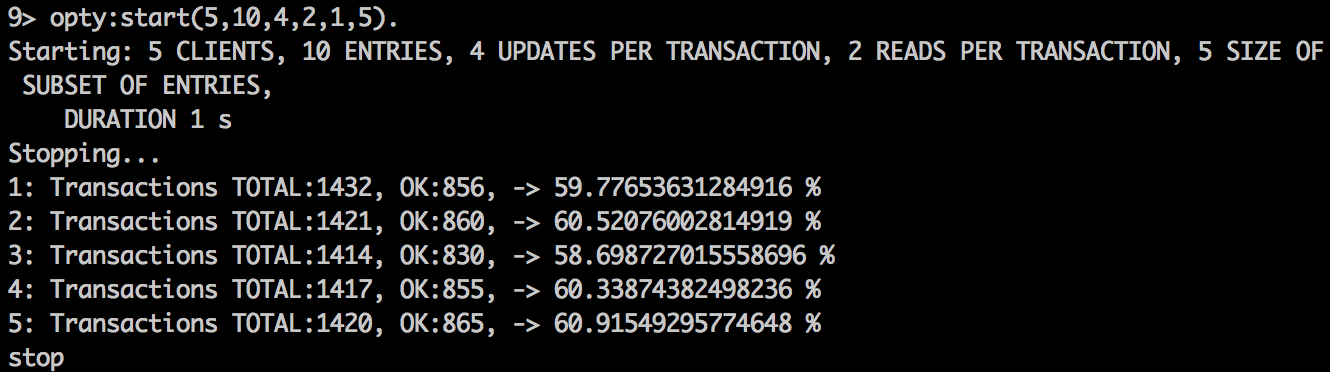 9> opty:start(5,10,4,2,1,5).
Starting: 5 CLIENTS, 10 ENTRIES, 4 UPDATES PER TRANSACTION, 2 READS PER TRANSACTION, 5 SIZE OF
 SUBSET OF ENTRIES,
    DURATION 1 s
Stopping...
1: Transactions TOTAL:1432, OK:856, -> 59.77653631284916 %
2: Transactions TOTAL:1421, OK:860, -> 60.52076002814919 %
3: Transactions TOTAL:1414, OK:830, -> 58.698727015558696 %
4: Transactions TOTAL:1417, OK:855, -> 60.33874382498236 %
5: Transactions TOTAL:1420, OK:865, -> 60.91549295774648 %
stop